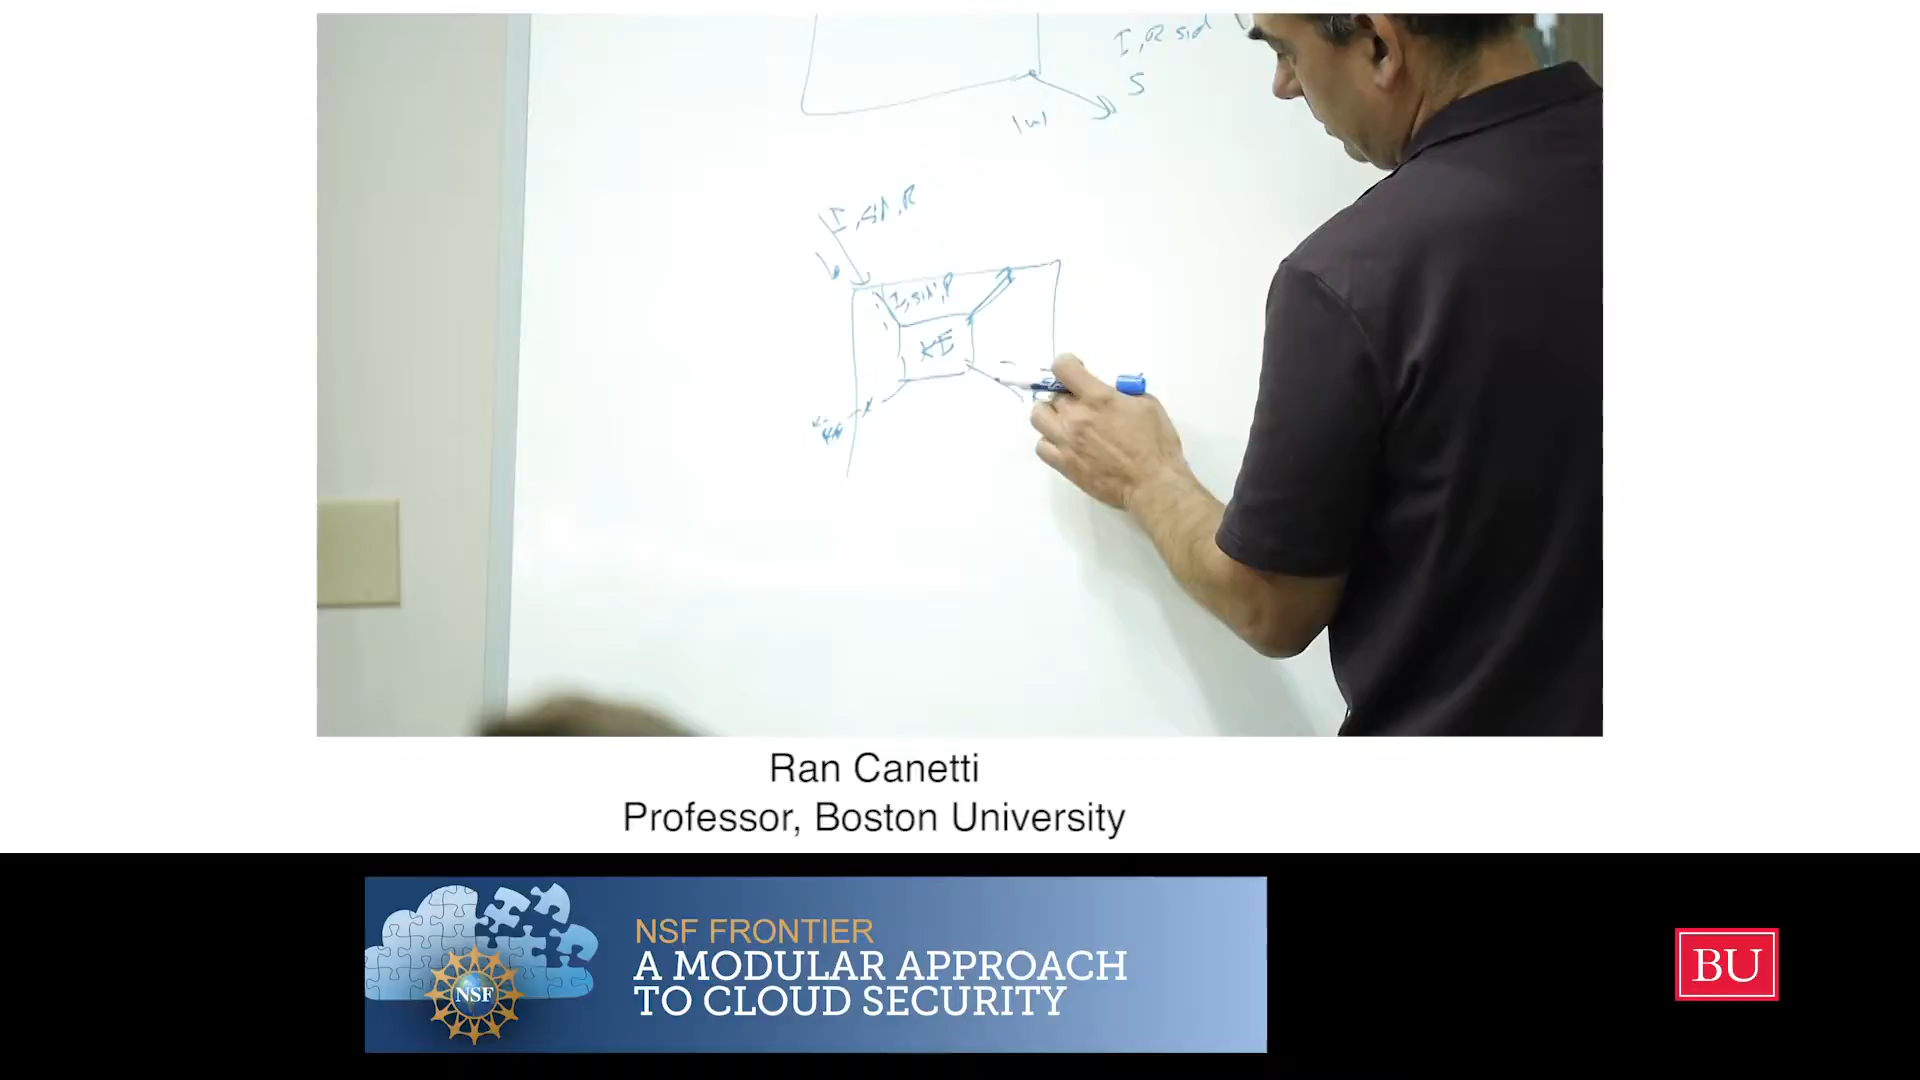 I, R sid
S
I, sid, R
I, sid, R
KE
Ran Canetti
Professor, Boston University
NSF FRONTIER
A MODULAR APPROACH
TO CLOUD SECURITY
NSF
BU